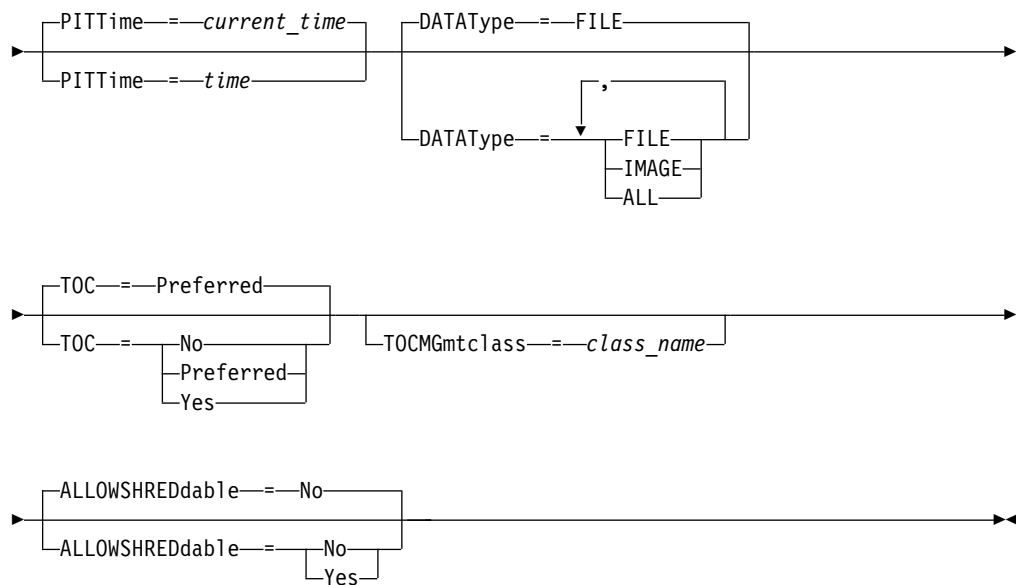 PITTime = current_time DATAType = FILE
PITTime = time
,
DATAType = FILE
IMAGE
ALL
TOC = Preferred
TOC = No TOCMGmtclass = class_name
Preferred
Yes
ALLOWSHREDdable = No
ALLOWSHREDdable = No
Yes